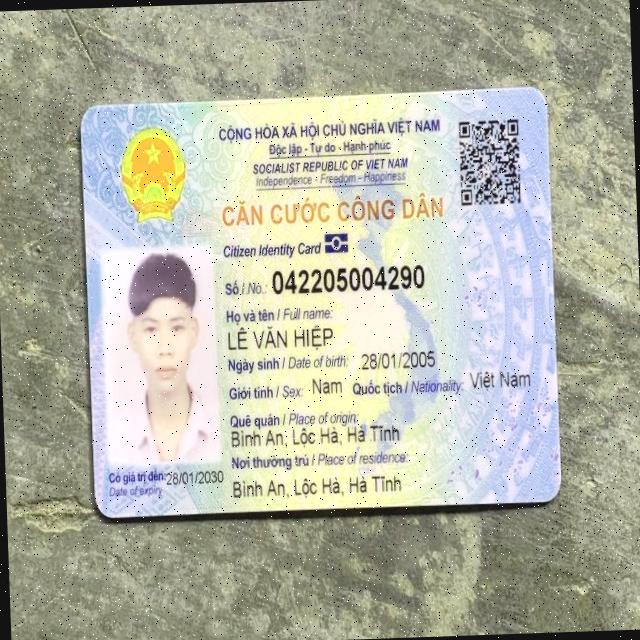 CỘNG HÒA XÃ HỘI CHỦ NGHĨA VIỆT NAM
Độc lập - Tự do - Hạnh phúc
SOCIALIST REPUBLIC OF VIET NAM
Independence - Freedom - Happiness
CĂN CƯỚC CÔNG DÂN
Citizen Identity Card
Số / No.: 042205004290
Họ và tên / Full name:
LÊ VĂN HIỆP
Ngày sinh / Date of birth: 28/01/2005
Giới tính / Sex: Nam Quốc tịch / Nationality: Việt Nam
Quê quán / Place of origin:
Bình An, Lộc Hà, Hà Tĩnh
Nơi thường trú / Place of residence:
Bình An, Lộc Hà, Hà Tĩnh
Có giá trị đến: 28/01/2030
Date of expiry